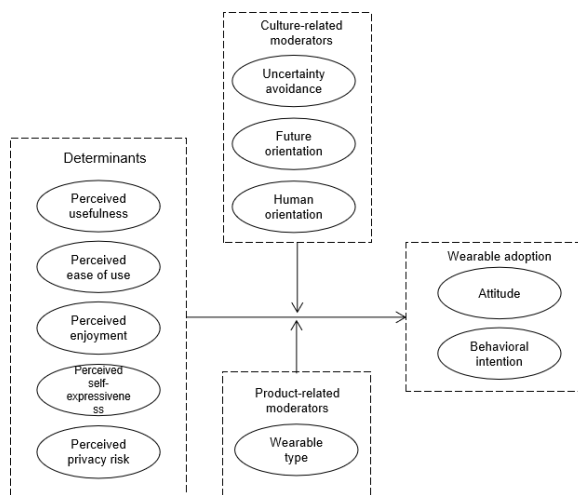 Culture-related
moderators
Uncertainty
avoidance
Future
orientation
Human
orientation
Determinants
Perceived
usefulness
Perceived
ease of use
Perceived
enjoyment
Perceived
self-
expressivene
ss
Perceived
privacy risk
Wearable adoption
Attitude
Behavioral
intention
Product-related
moderators
Wearable
type